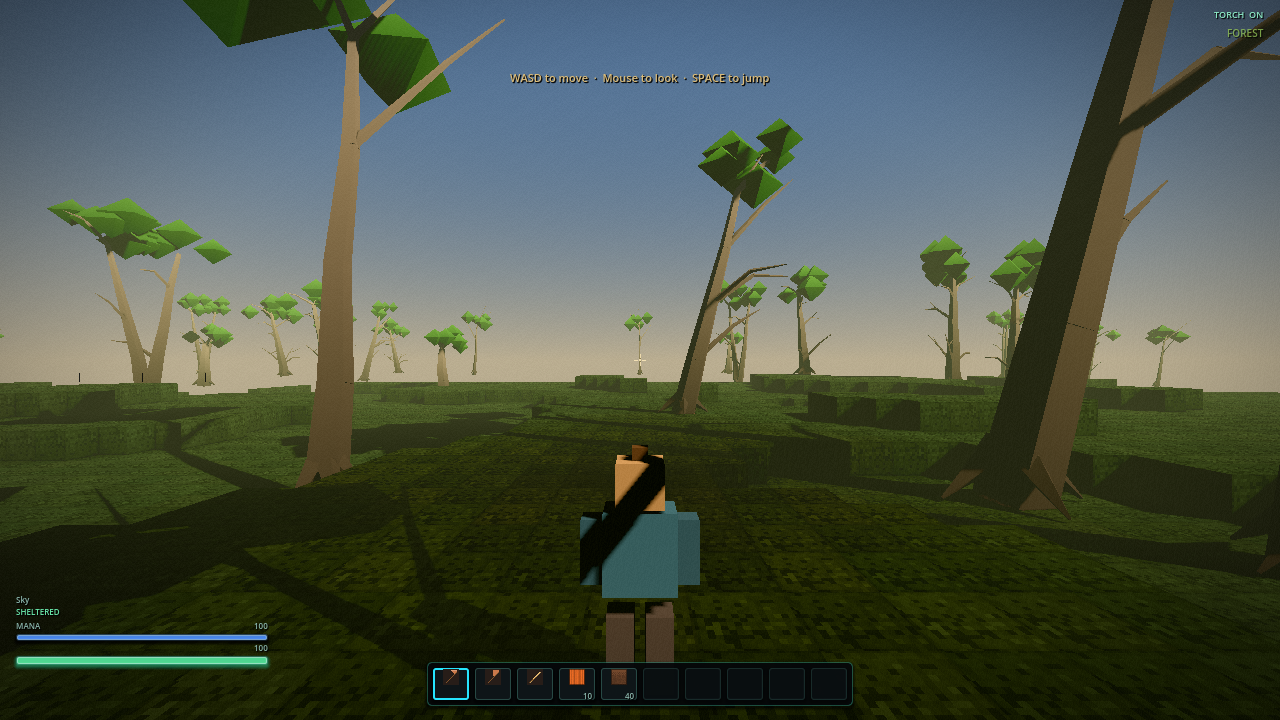 TORCH ON
FOREST
WASD to move · Mouse to look · SPACE to jump
Sky
SHELTERED
MANA 100
100
10
40